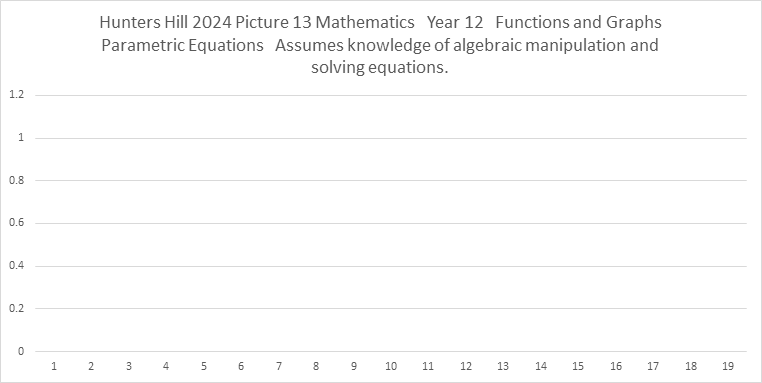 Hunters Hill 2024 Picture 13 Mathematics   Year 12   Functions and Graphs
Parametric Equations   Assumes knowledge of algebraic manipulation and
solving equations.
1.2
1
0.8
0.6
0.4
0.2
0
1 2 3 4 5 6 7 8 9 10 11 12 13 14 15 16 17 18 19